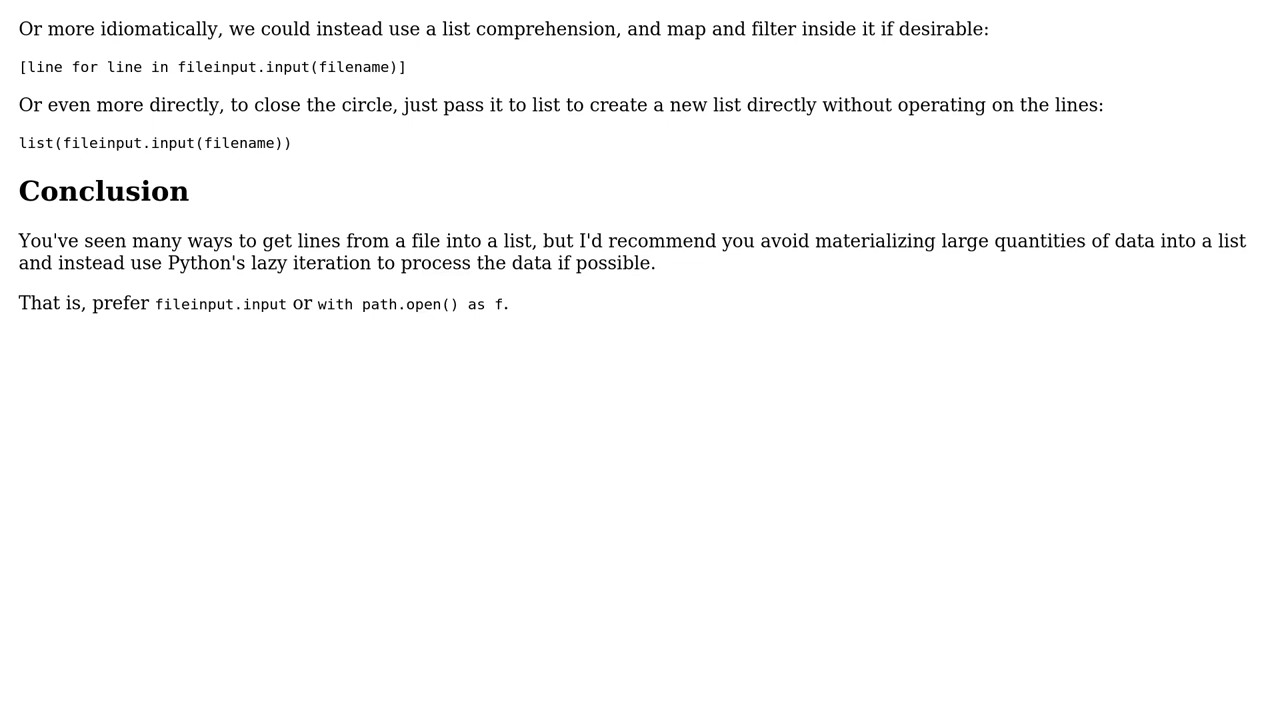 Or more idiomatically, we could instead use a list comprehension, and map and filter inside it if desirable:
[line for line in fileinput.input(filename)]
Or even more directly, to close the circle, just pass it to list to create a new list directly without operating on the lines:
list(fileinput.input(filename))
Conclusion
You've seen many ways to get lines from a file into a list, but I'd recommend you avoid materializing large quantities of data into a list
and instead use Python's lazy iteration to process the data if possible.
That is, prefer fileinput.input or with path.open() as f.